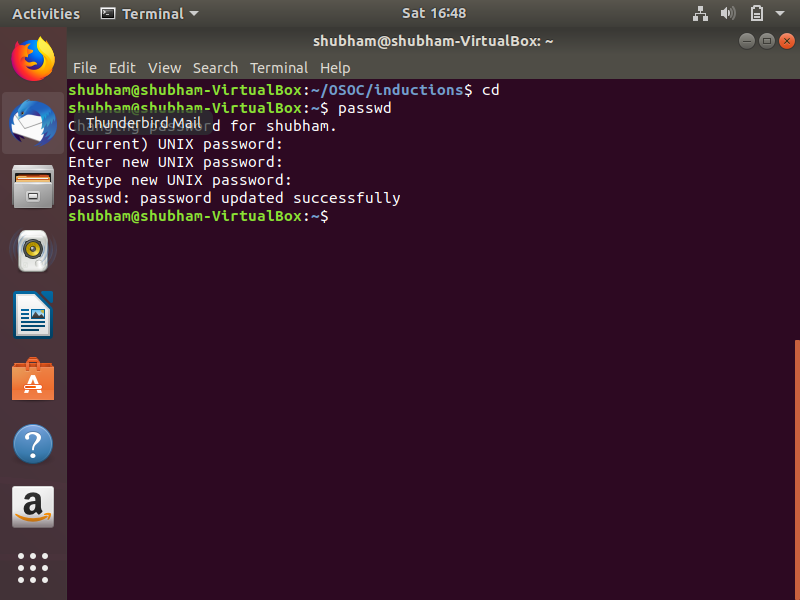 Activities Terminal Sat 16:48
shubham@shubham-VirtualBox: ~
File Edit View Search Terminal Help
shubham@shubham-VirtualBox:~/OSOC/inductions$ cd
shubham@shubham-VirtualBox:~$ passwd
Changing password for shubham.
Thunderbird Mail
(current) UNIX password:
Enter new UNIX password:
Retype new UNIX password:
passwd: password updated successfully
shubham@shubham-VirtualBox:~$
A
?
a